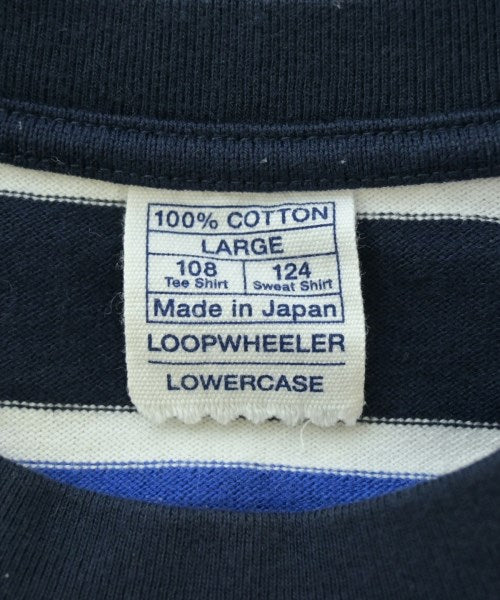 100% COTTON
LARGE
108 124
Tee Shirt Sweat Shirt
Made in Japan
LOOPWHEELER
LOWERCASE